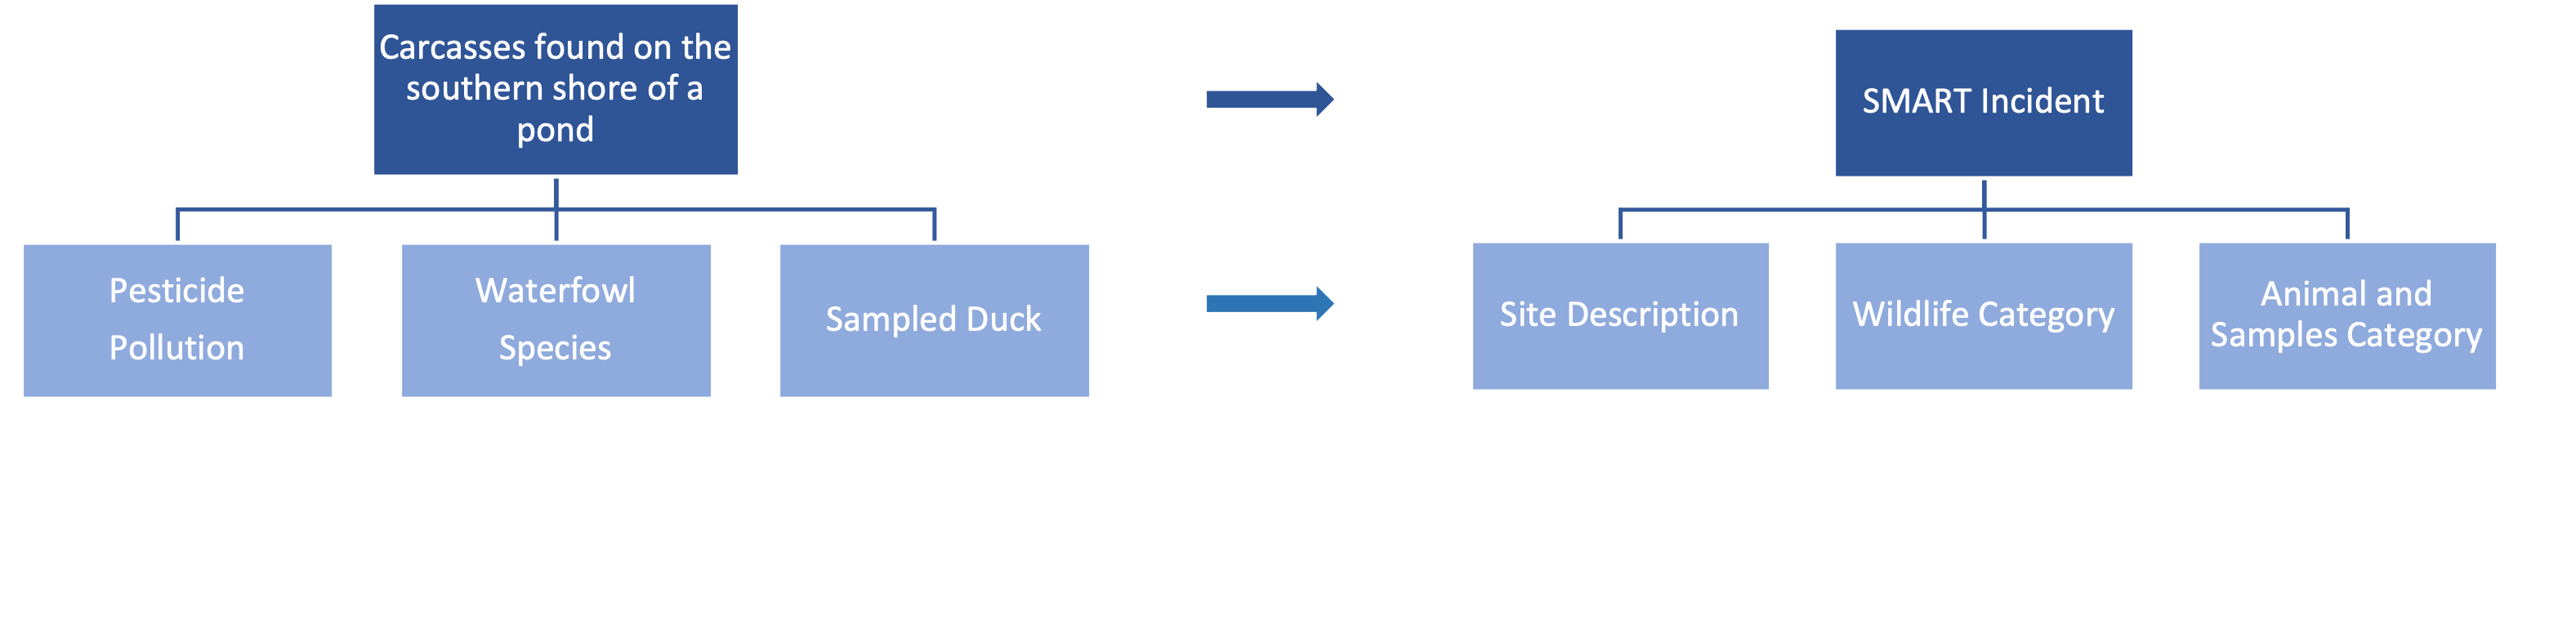 Carcasses found on the
southern shore of a
pond
SMART Incident
Pesticide
Pollution
Waterfowl
Species
Sampled Duck
Site Description
Wildlife Category
Animal and
Samples Category